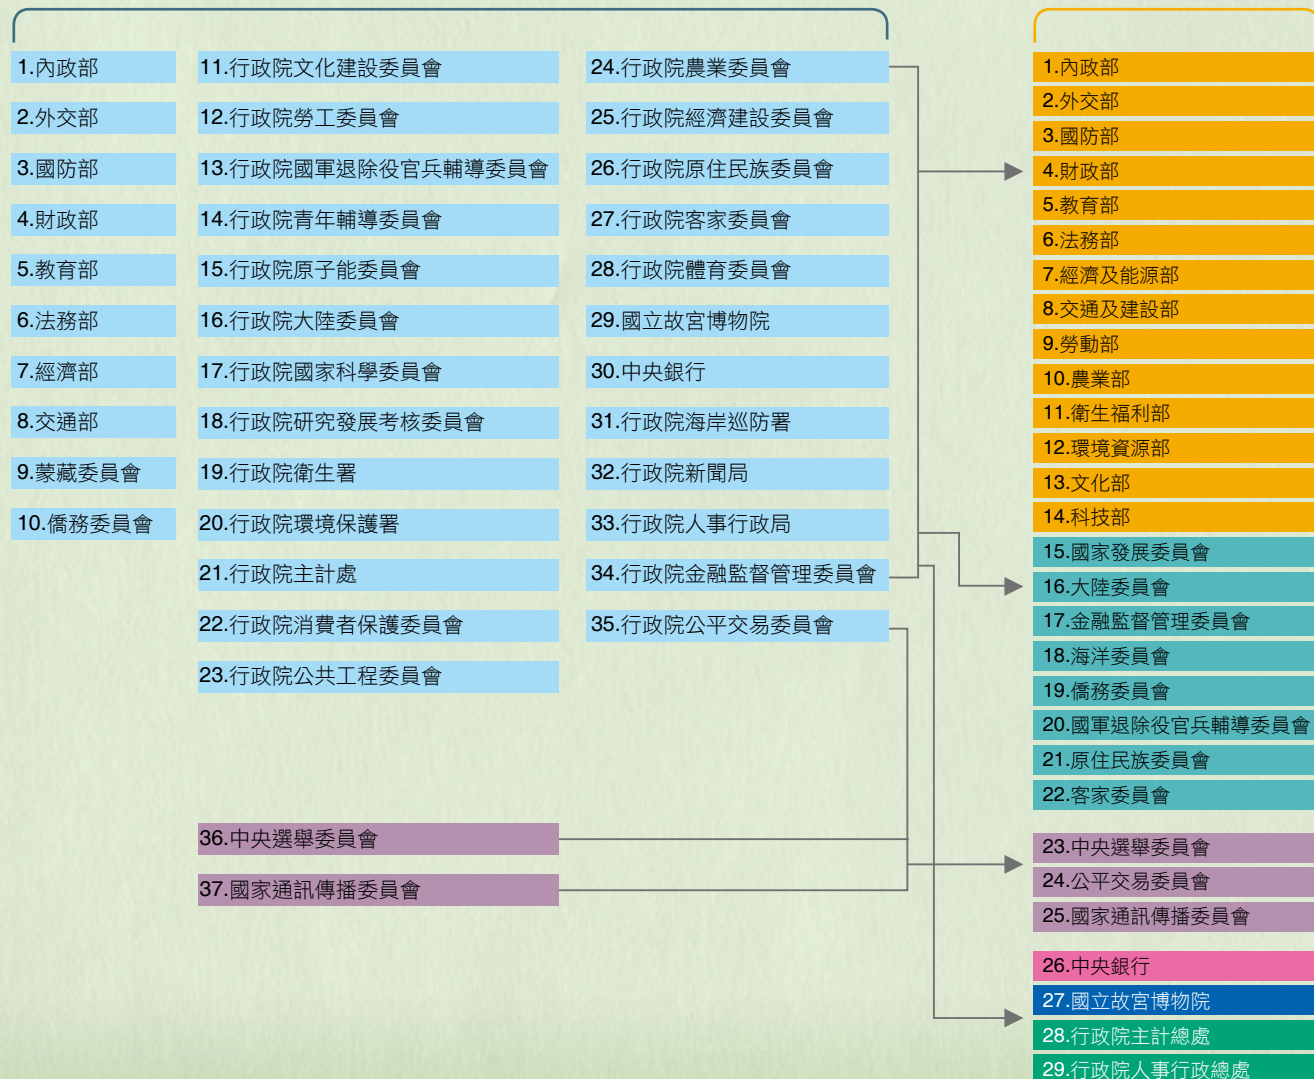 1.內政部
2.外交部
3.國防部
4.財政部
5.教育部
6.法務部
7.經濟部
8.交通部
9.蒙藏委員會
10.僑務委員會
11.行政院文化建設委員會
12.行政院勞工委員會
13.行政院國軍退除役官兵輔導委員會
14.行政院青年輔導委員會
15.行政院原子能委員會
16.行政院大陸委員會
17.行政院國家科學委員會
18.行政院研究發展考核委員會
19.行政院衛生署
20.行政院環境保護署
21.行政院主計處
22.行政院消費者保護委員會
23.行政院公共工程委員會
24.行政院農業委員會
25.行政院經濟建設委員會
26.行政院原住民族委員會
27.行政院客家委員會
28.行政院體育委員會
29.國立故宮博物院
30.中央銀行
31.行政院海岸巡防署
32.行政院新聞局
33.行政院人事行政局
34.行政院金融監督管理委員會
35.行政院公平交易委員會
36.中央選舉委員會
37.國家通訊傳播委員會
1.內政部
2.外交部
3.國防部
4.財政部
5.教育部
6.法務部
7.經濟及能源部
8.交通及建設部
9.勞動部
10.農業部
11.衛生福利部
12.環境資源部
13.文化部
14.科技部
15.國家發展委員會
16.大陸委員會
17.金融監督管理委員會
18.海洋委員會
19.僑務委員會
20.國軍退除役官兵輔導委員會
21.原住民族委員會
22.客家委員會
23.中央選舉委員會
24.公平交易委員會
25.國家通訊傳播委員會
26.中央銀行
27.國立故宮博物院
28.行政院主計總處
29.行政院人事行政總處